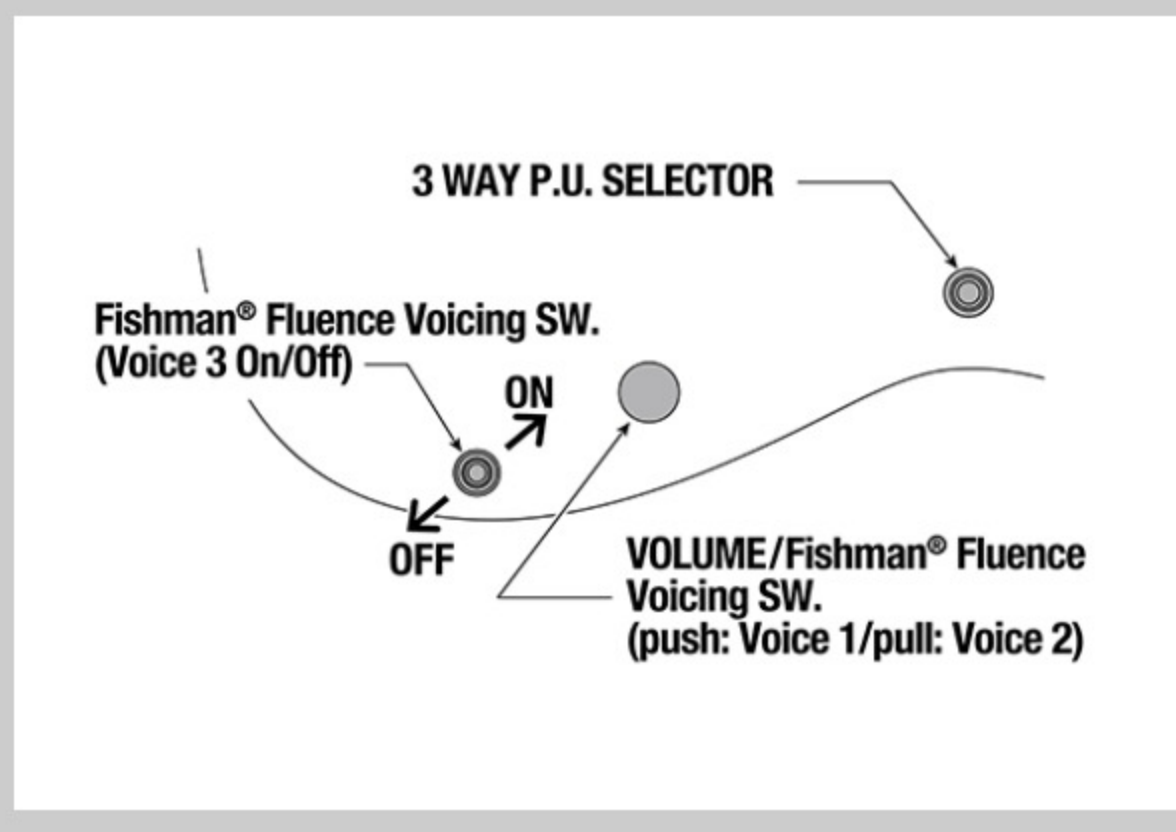 3 WAY P.U. SELECTOR
Fishman® Fluence Voicing SW.
(Voice 3 On/Off)
ON
OFF
VOLUME/Fishman® Fluence
Voicing SW.
(push: Voice 1/pull: Voice 2)